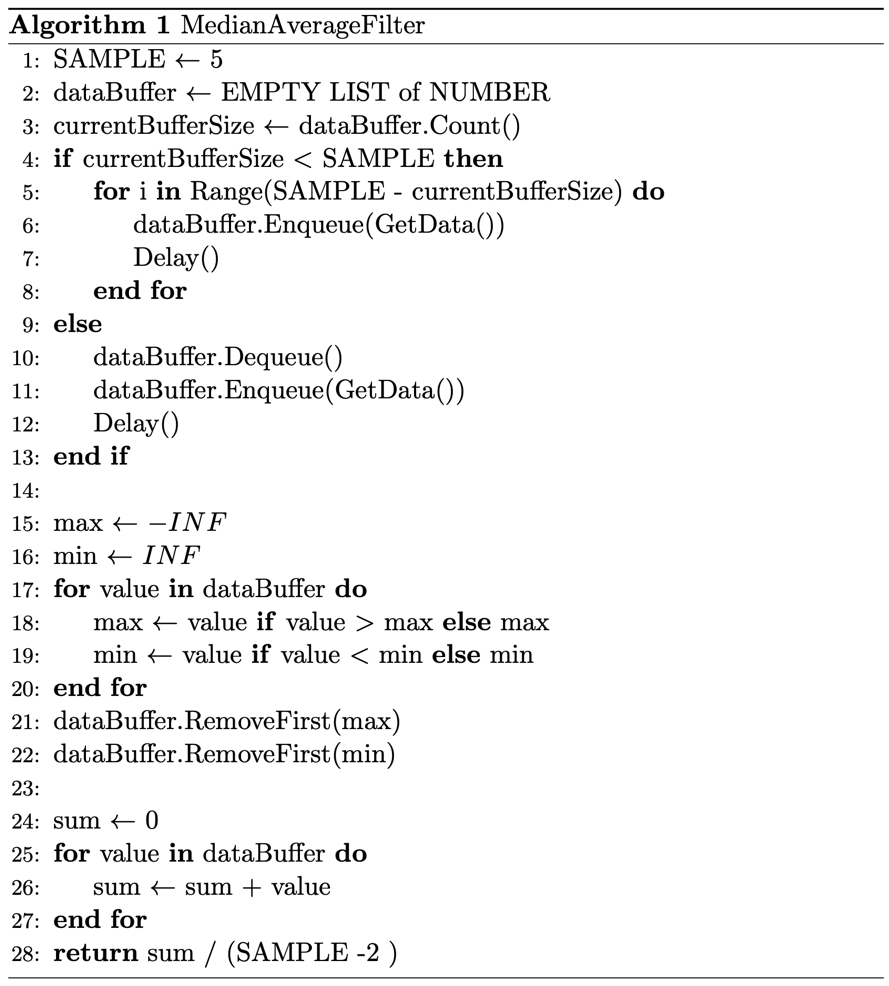 Algorithm 1 MedianAverageFilter
1: SAMPLE ← 5
2: dataBuffer ← EMPTY LIST of NUMBER
3: currentBufferSize ← dataBuffer.Count()
4: if currentBufferSize < SAMPLE then
5: for i in Range(SAMPLE - currentBufferSize) do
6: dataBuffer.Enqueue(GetData())
7: Delay()
8: end for
9: else
10: dataBuffer.Dequeue()
11: dataBuffer.Enqueue(GetData())
12: Delay()
13: end if
14:
15: max ← −INF
16: min ← INF
17: for value in dataBuffer do
18: max ← value if value > max else max
19: min ← value if value < min else min
20: end for
21: dataBuffer.RemoveFirst(max)
22: dataBuffer.RemoveFirst(min)
23:
24: sum ← 0
25: for value in dataBuffer do
26: sum ← sum + value
27: end for
28: return sum / (SAMPLE -2 )